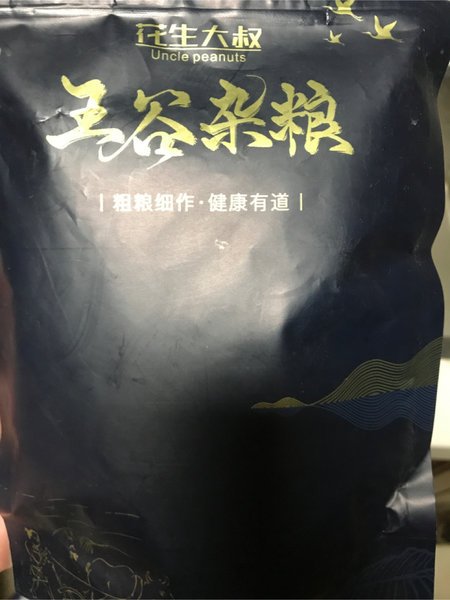 花生大叔
Uncle peanuts
五谷杂粮
粗粮细作·健康有道